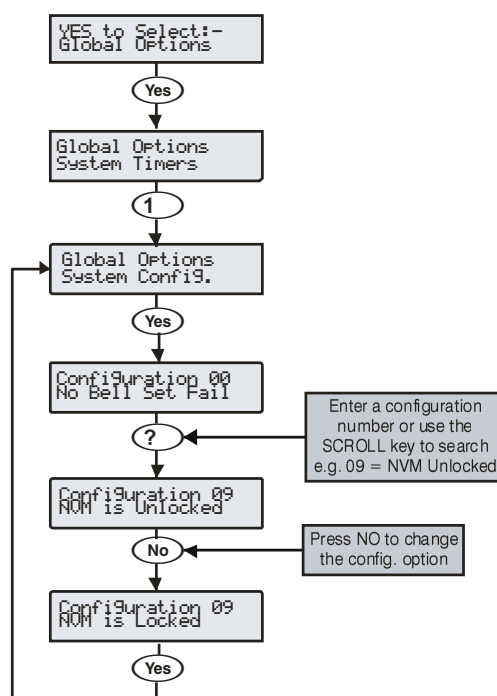 YES to Select:-
Global Options
Yes
Global Options
System Timers
1
Global Options
System Config.
Yes
Configuration 00
No Bell Set Fail
?
Enter a configuration
number or use the
SCROLL key to search
e.g. 09 = NVM Unlocked
Configuration 09
NVM is Unlocked
No
Press NO to change
the config. option
Configuration 09
NVM is Locked
Yes